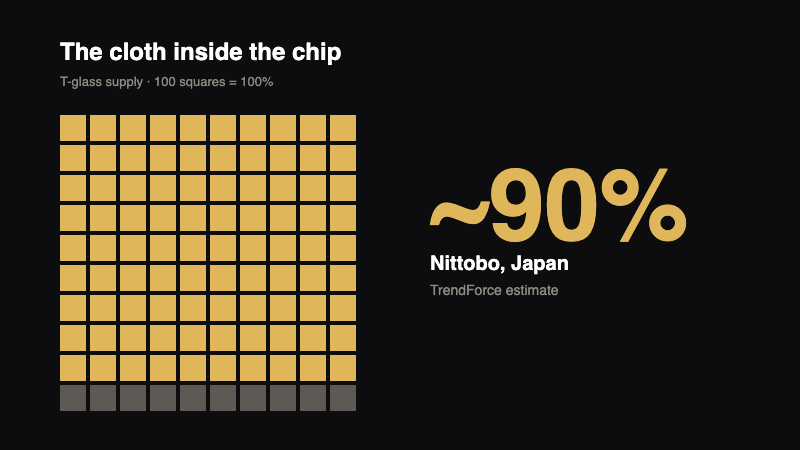 The cloth inside the chip
T-glass supply · 100 squares = 100%
~90%
Nittobo, Japan
TrendForce estimate